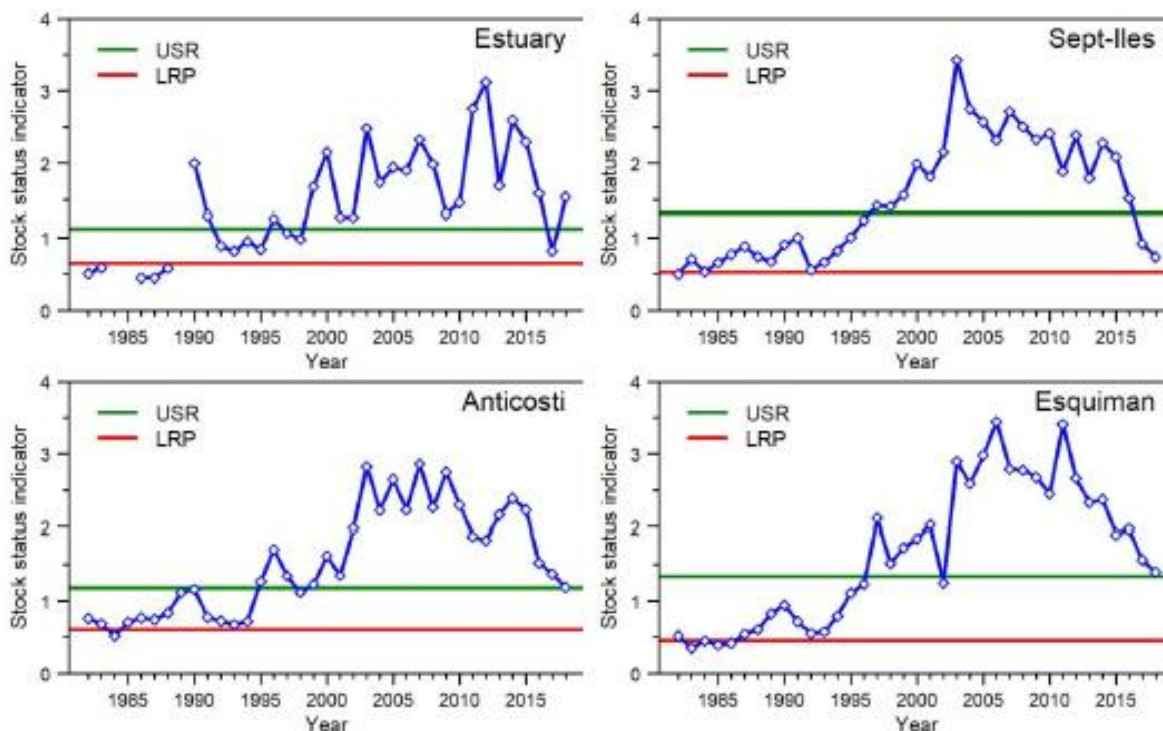 Estuary
USR
LRP
Stock status indicator
4
3
2
1
0
1985 1990 1995 2000 2005 2010 2015
Year
Sept-Iles
USR
LRP
Stock status indicator
4
3
2
1
0
1985 1990 1995 2000 2005 2010 2015
Year
Anticosti
USR
LRP
Stock status indicator
4
3
2
1
0
1985 1990 1995 2000 2005 2010 2015
Year
Esquiman
USR
LRP
Stock status indicator
4
3
2
1
0
1985 1990 1995 2000 2005 2010 2015
Year